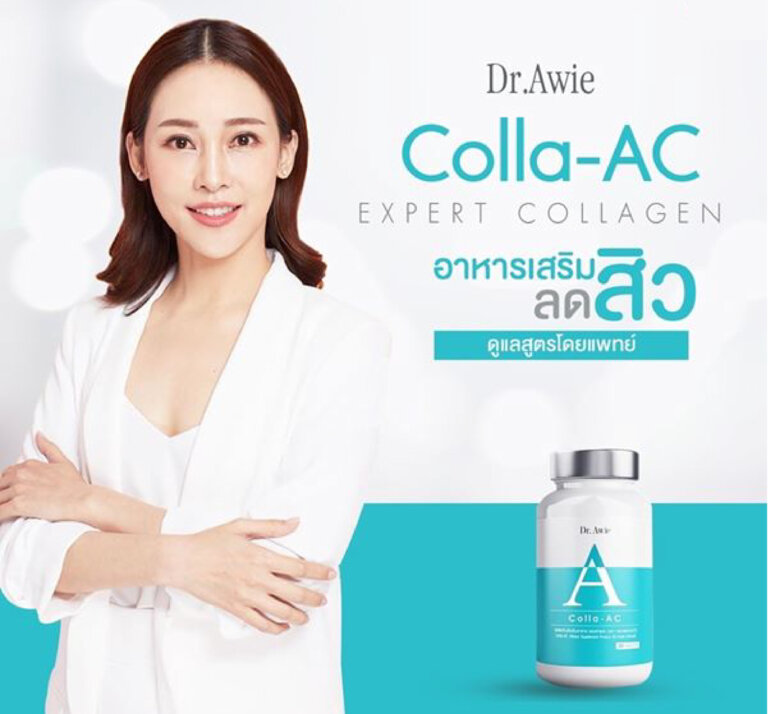 Dr.Awie
Colla-AC
EXPERT COLLAGEN
อาหารเสริม
ลดสิว
ดูแลสูตรโดยแพทย์
Dr. Awie
A
Colla-AC